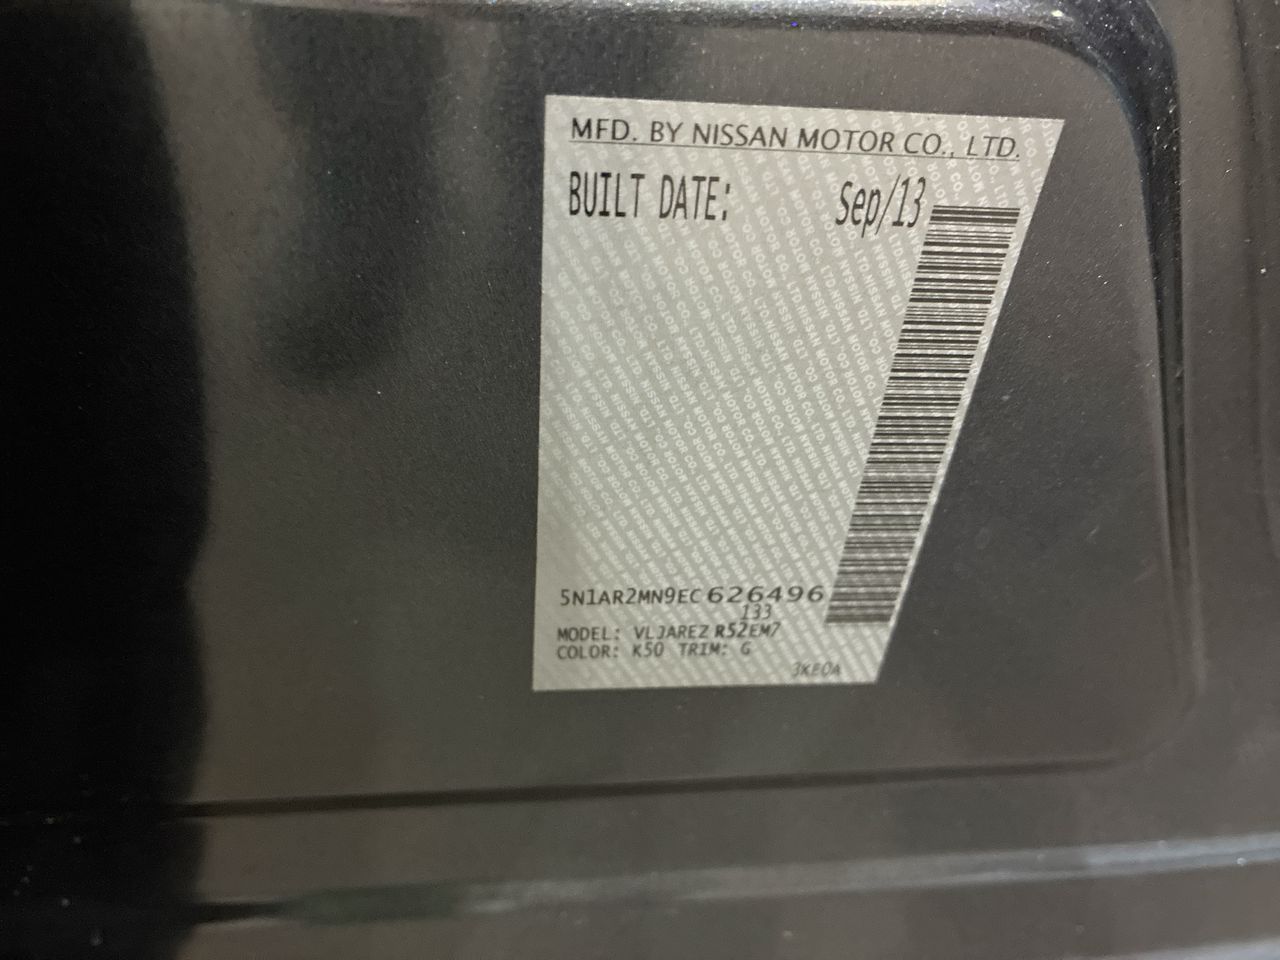 MFD. BY NISSAN MOTOR CO., LTD.
BUILT DATE: Sep/13
5N1AR2MN9EC626496
133
MODEL: VLJAREZ R52EM7
COLOR: K50 TRIM: G
3KE0A